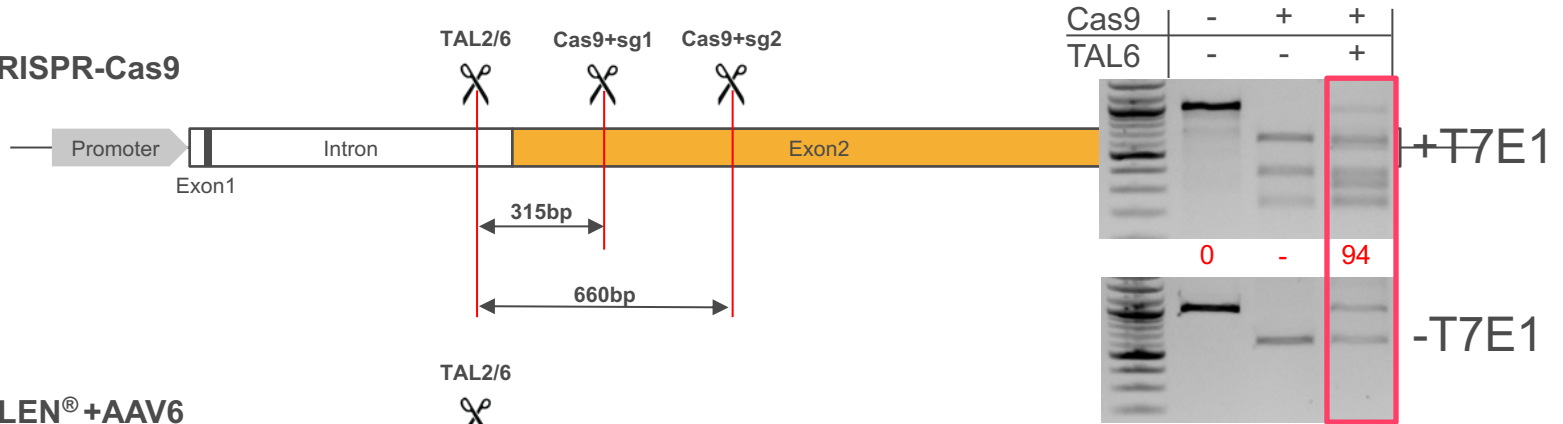 RISPR-Cas9
TAL2/6 Cas9+sg1 Cas9+sg2
Promoter Intron Exon2
Exon1
315bp
660bp
TAL2/6
LEN® +AAV6
Cas9 - + +
TAL6 - - +
+T7E1
0 - 94
-T7E1